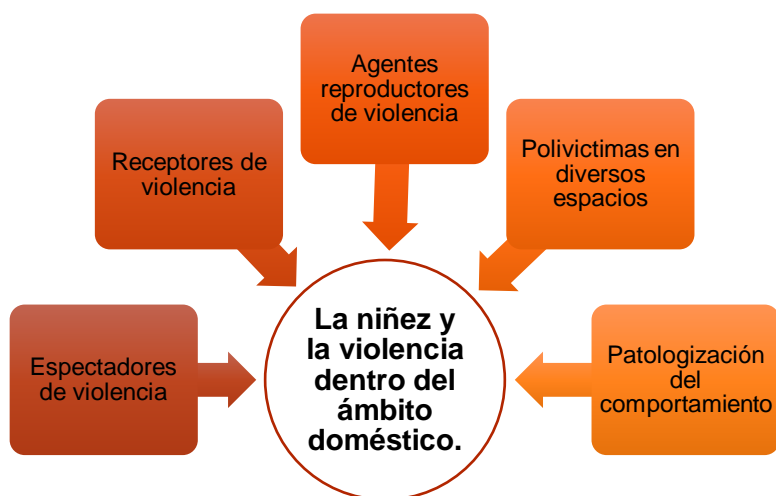 Espectadores
de violencia
Receptores de
violencia
Agentes
reproductores
de violencia
Polivictimas en
diversos
espacios
Patologización
del
comportamiento
La niñez y
la violencia
dentro del
ámbito
doméstico.